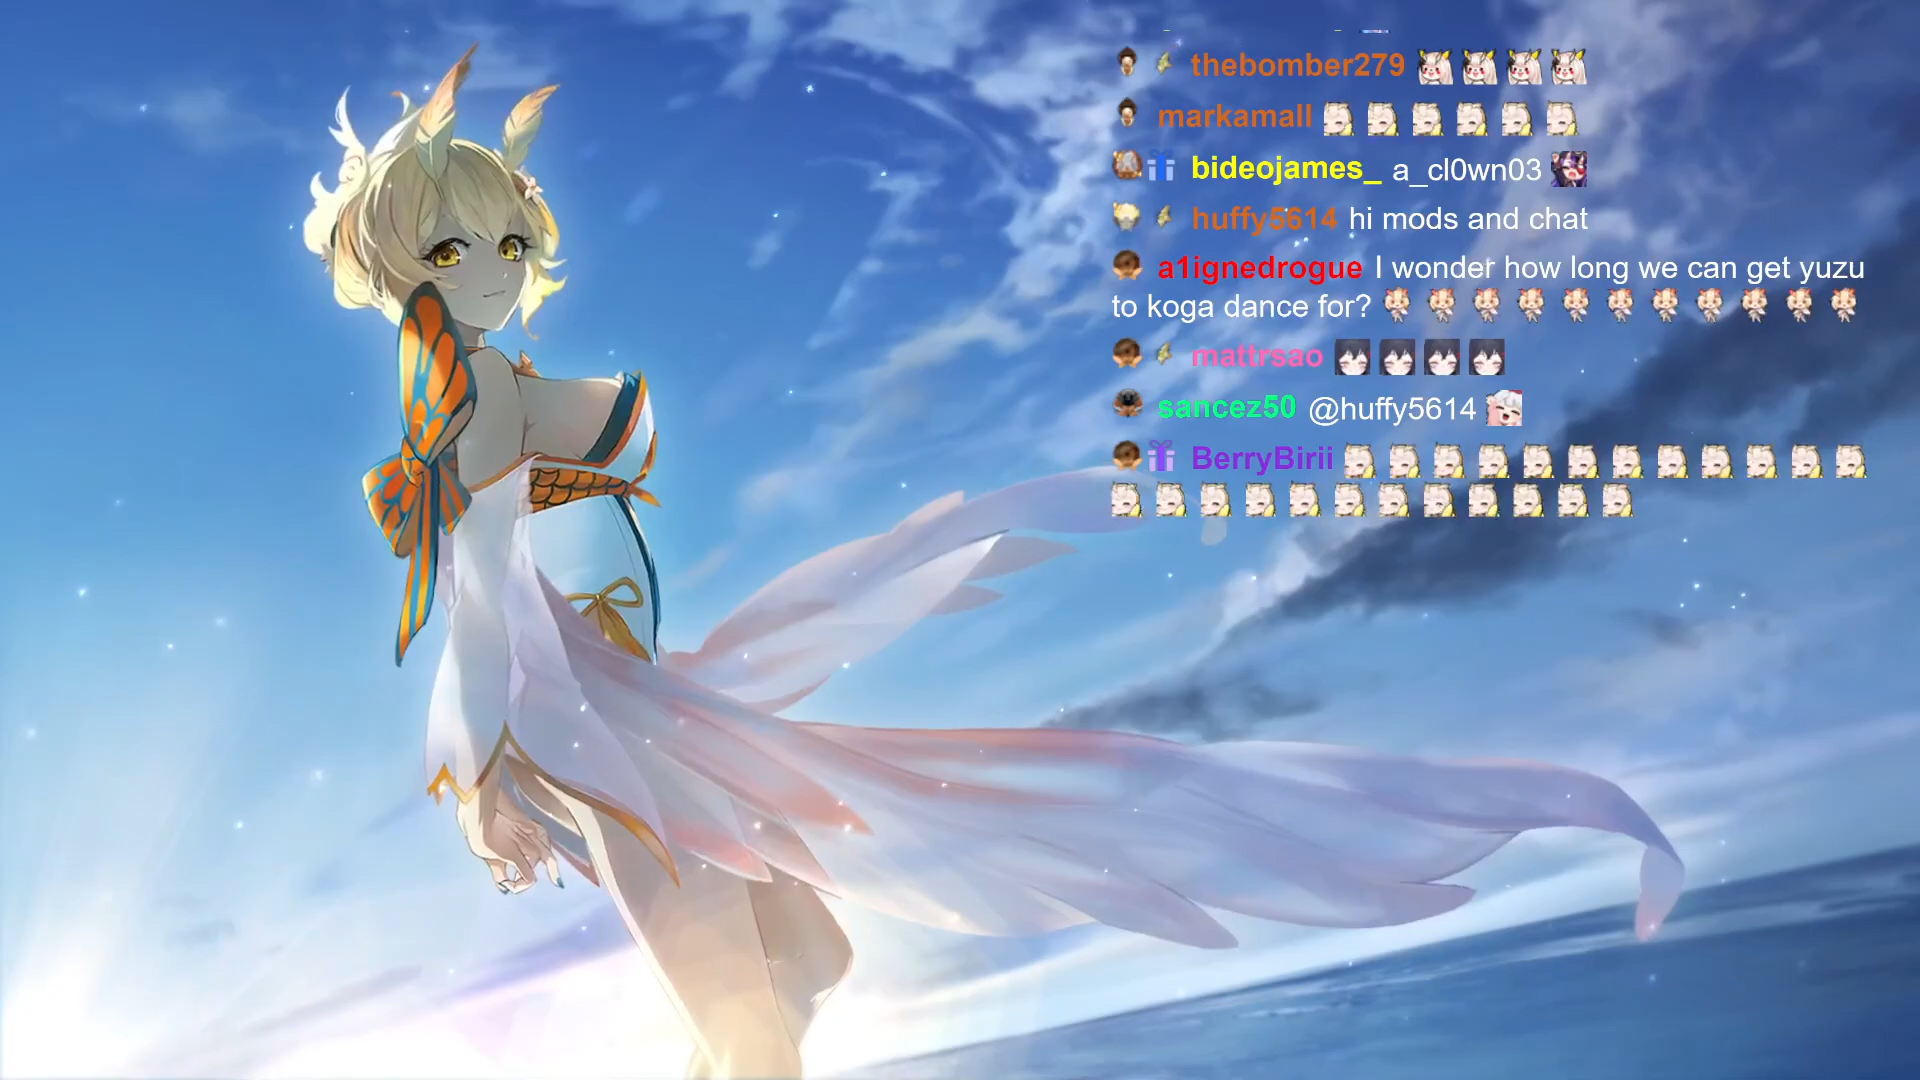 thebomber279
markamall
bideojames_ a_cl0wn03
huffy5614 hi mods and chat
a1ignedrogue I wonder how long we can get yuzu
to koga dance for?
mattrsao
sancez50 @huffy5614
BerryBirii